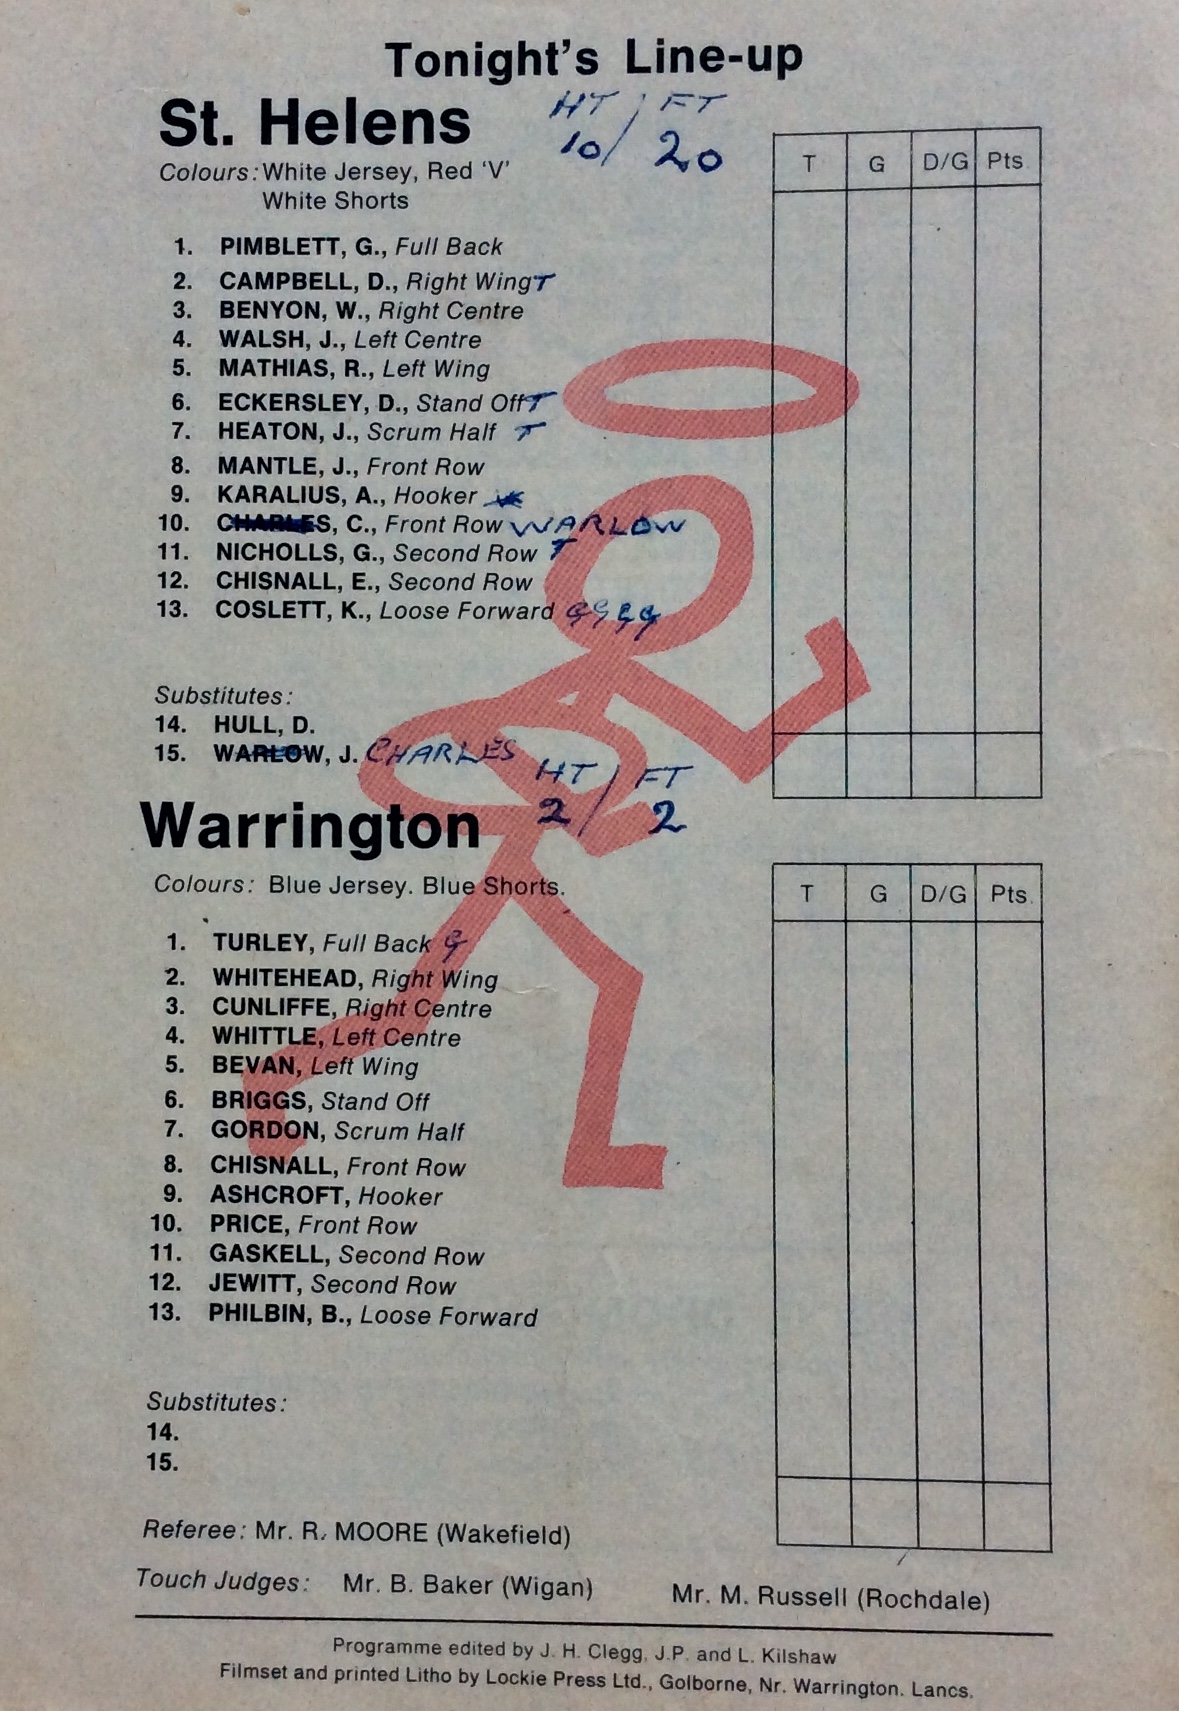 Tonight's Line-up
St. Helens HT / FT
10 / 20
Colours: White Jersey, Red 'V'
White Shorts
T G D/G Pts.
1. PIMBLETT, G., Full Back
2. CAMPBELL, D., Right Wing T
3. BENYON, W., Right Centre
4. WALSH, J., Left Centre
5. MATHIAS, R., Left Wing
6. ECKERSLEY, D., Stand Off T
7. HEATON, J., Scrum Half T
8. MANTLE, J., Front Row
9. KARALIUS, A., Hooker
10. CHARLES, C., Front Row WARLOW
11. NICHOLLS, G., Second Row T
12. CHISNALL, E., Second Row
13. COSLETT, K., Loose Forward G G G G
Substitutes:
14. HULL, D.
15. WARLOW, J. CHARLES
Warrington HT / FT
2 / 2
Colours: Blue Jersey. Blue Shorts.
T G D/G Pts.
1. TURLEY, Full Back G
2. WHITEHEAD, Right Wing
3. CUNLIFFE, Right Centre
4. WHITTLE, Left Centre
5. BEVAN, Left Wing
6. BRIGGS, Stand Off
7. GORDON, Scrum Half
8. CHISNALL, Front Row
9. ASHCROFT, Hooker
10. PRICE, Front Row
11. GASKELL, Second Row
12. JEWITT, Second Row
13. PHILBIN, B., Loose Forward
Substitutes:
14.
15.
Referee: Mr. R. MOORE (Wakefield)
Touch Judges: Mr. B. Baker (Wigan) Mr. M. Russell (Rochdale)
Programme edited by J. H. Clegg, J.P. and L. Kilshaw
Filmset and printed Litho by Lockie Press Ltd., Golborne, Nr. Warrington. Lancs.